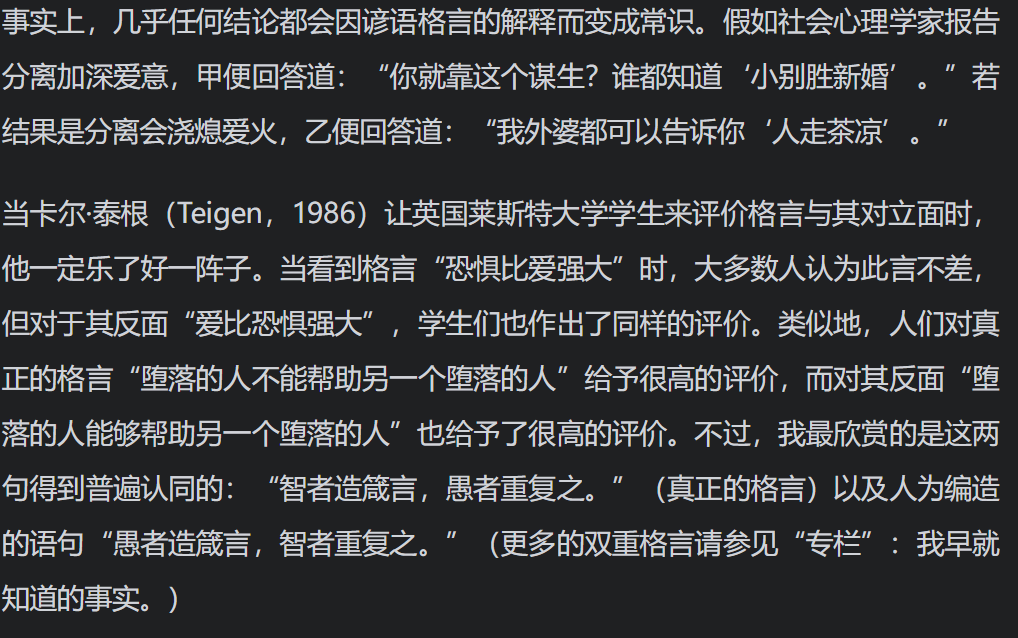 事实上，几乎任何结论都会因谚语格言的解释而变成常识。假如社会心理学家报告
分离加深爱意，甲便回答道：“你就靠这个谋生？谁都知道‘小别胜新婚’。”若
结果是分离会浇熄爱火，乙便回答道：“我外婆都可以告诉你‘人走茶凉’。”
当卡尔·泰根（Teigen，1986）让英国莱斯特大学学生来评价格言与其对立面时，
他一定乐了好一阵子。当看到格言“恐惧比爱强大”时，大多数人认为此言不差，
但对于其反面“爱比恐惧强大”，学生们也作出了同样的评价。类似地，人们对真
正的格言“堕落的人不能帮助另一个堕落的人”给予很高的评价，而对其反面“堕
落的人能够帮助另一个堕落的人”也给予了很高的评价。不过，我最欣赏的是这两
句得到普遍认同的：“智者造箴言，愚者重复之。”（真正的格言）以及人为编造
的语句“愚者造箴言，智者重复之。”（更多的双重格言请参见“专栏”：我早就
知道的事实。）